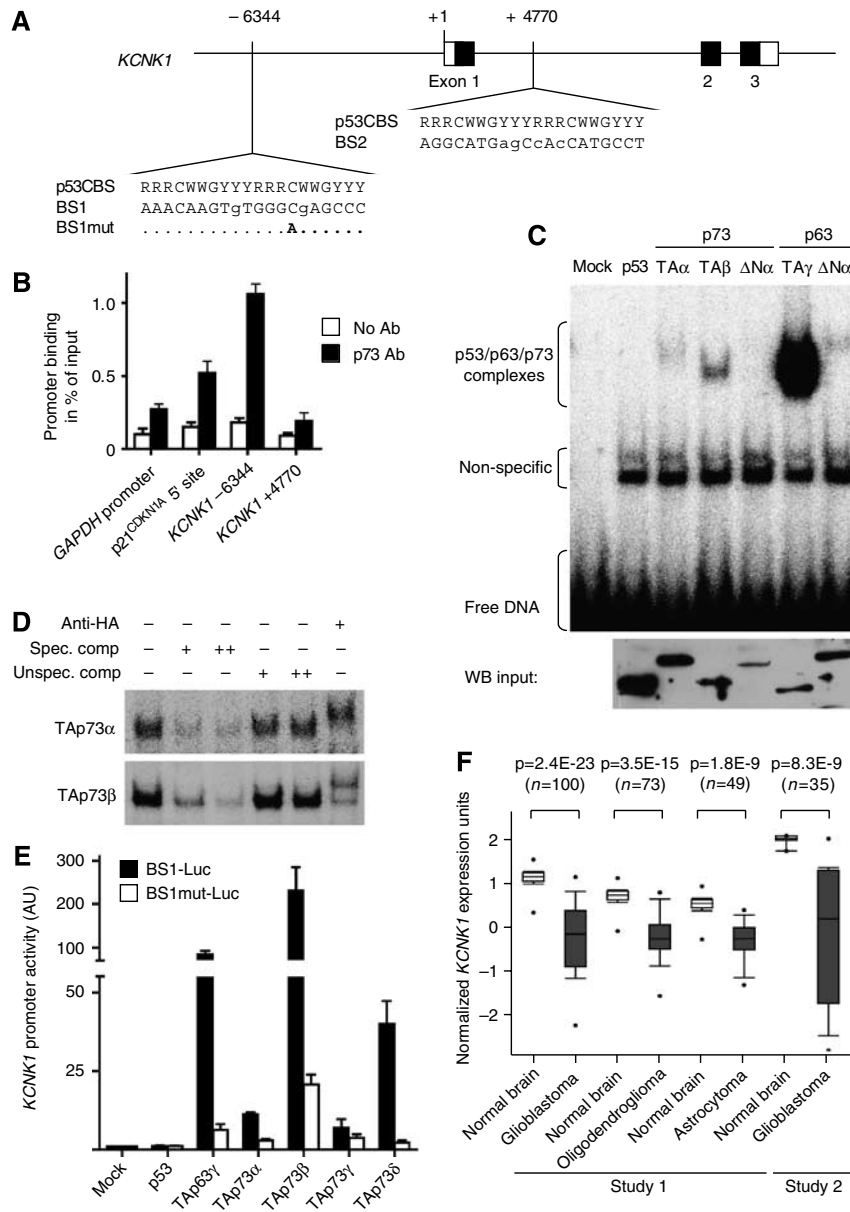 A
− 6344
+1
+ 4770
KCNK1
Exon 1
2
3
p53CBS RRRCWWGYYYRRRCWWGYYY
BS2 AGGCATGagCcAcCATGCCT
p53CBS RRRCWWGYYYRRRCWWGYYY
BS1 AAACAAGTgTGGGCgAGCCC
BS1mut .............A......
B
Promoter binding
in % of input
1.0
0.5
0
No Ab
p73 Ab
GAPDH promoter
p21CDKN1A 5′ site
KCNK1 −6344
KCNK1 +4770
C
p73
p63
Mock p53 TAα TAβ ΔNα TAγ ΔNα
p53/p63/p73
complexes
Non-specific
Free DNA
WB input:
D
Anti-HA − − − − − +
Spec. comp − + ++ − − −
Unspec. comp − − − + ++ −
TAp73α
TAp73β
E
KCNK1 promoter activity (AU)
300
200
100
50
25
BS1-Luc
BS1mut-Luc
Mock
p53
TAp63γ
TAp73α
TAp73β
TAp73γ
TAp73δ
F
p=2.4E-23 p=3.5E-15 p=1.8E-9 p=8.3E-9
(n=100) (n=73) (n=49) (n=35)
Normalized KCNK1 expression units
2
1
0
−1
−2
Normal brain
Glioblastoma
Normal brain
Oligodendroglioma
Normal brain
Astrocytoma
Normal brain
Glioblastoma
Study 1
Study 2